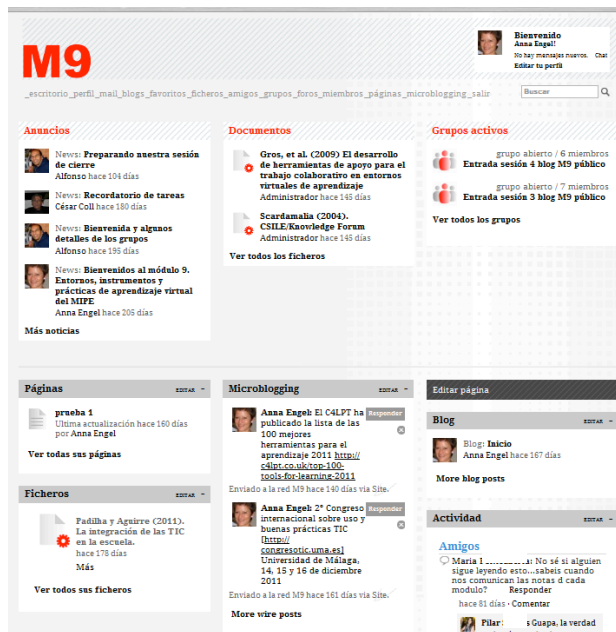 M9
Bienvenido
Anna Engel!
No hay mensajes nuevos. Chat
Editar tu perfil
_escritorio_perfil_mail_blogs_favoritos_ficheros_amigos_grupos_foros_miembros_páginas_microblogging_salir
Buscar
Anuncios
News: Preparando nuestra sesión
de cierre
Alfonso hace 104 días
News: Recordatorio de tareas
César Coll hace 180 días
News: Bienvenida y algunos
detalles de los grupos
Alfonso hace 195 días
News: Bienvenidos al módulo 9.
Entornos, instrumentos y
prácticas de aprendizaje virtual
del MIPE
Anna Engel hace 205 días
Más noticias
Documentos
Gros, et al. (2009) El desarrollo
de herramientas de apoyo para el
trabajo colaborativo en entornos
virtuales de aprendizaje
Administrador hace 145 días
Scardamalia (2004).
CSILE/Knowledge Forum
Administrador hace 145 días
Ver todos los ficheros
Grupos activos
grupo abierto / 6 miembros
Entrada sesión 4 blog M9 público
grupo abierto / 7 miembros
Entrada sesión 3 blog M9 público
Ver todos los grupos
Páginas EDITAR
prueba 1
Ultima actualización hace 160 días
por Anna Engel
Ver todas sus páginas
Ficheros EDITAR
Padilha y Aguirre (2011).
La integración de las TIC
en la escuela.
hace 178 días
Más
Ver todos sus ficheros
Microblogging EDITAR
Anna Engel: El C4LPT ha Responder
publicado la lista de las
100 mejores
herramientas para el
aprendizaje 2011 http://
c4lpt.co.uk/top-100-
tools-for-learning-2011
Enviado a la red M9 hace 140 días via Site.
Anna Engel: 2º Congreso Responder
internacional sobre uso y
buenas prácticas TIC
[http://
congresotic.uma.es]
Universidad de Málaga,
14, 15 y 16 de diciembre
2011
Enviado a la red M9 hace 161 días via Site.
More wire posts
Editar página
Blog EDITAR
Blog: Inicio
Anna Engel hace 167 días
More blog posts
Actividad EDITAR
Amigos
Maria I No sé si alguien
sigue leyendo esto...sabeis cuando
nos comunican las notas d cada
modulo? Responder
hace 81 días · Comentar
Pilar Guapa, la verdad